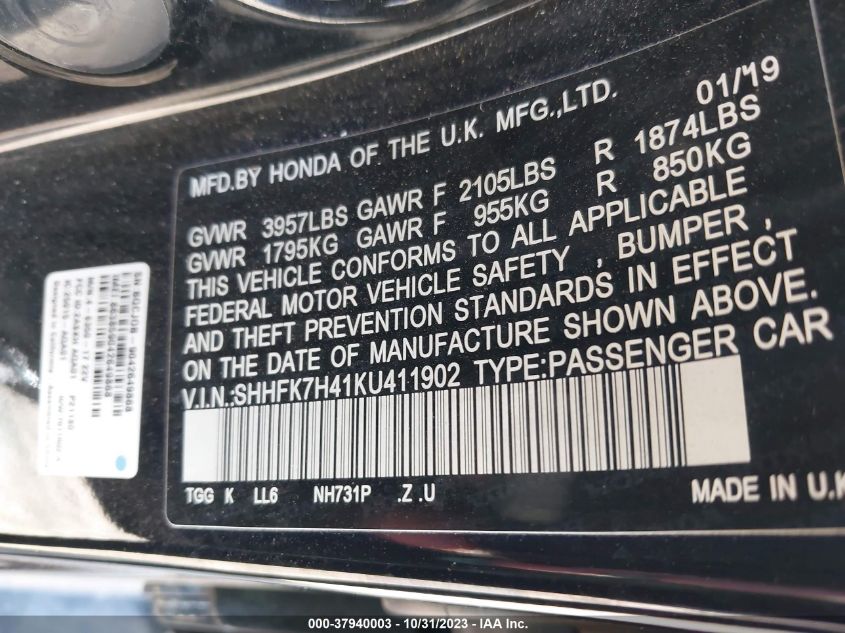 MFD.BY HONDA OF THE U.K. MFG.,LTD. 01/19
GVWR 3957LBS GAWR F 2105LBS R 1874LBS
GVWR 1795KG GAWR F 955KG R 850KG
THIS VEHICLE CONFORMS TO ALL APPLICABLE
FEDERAL MOTOR VEHICLE SAFETY , BUMPER ,
AND THEFT PREVENTION STANDARDS IN EFFECT
ON THE DATE OF MANUFACTURE SHOWN ABOVE.
V.I.N.:SHHFK7H41KU411902 TYPE:PASSENGER CAR
TGG K LL6 NH731P .Z .U MADE IN U.K
000-37940003 - 10/31/2023 - IAA Inc.